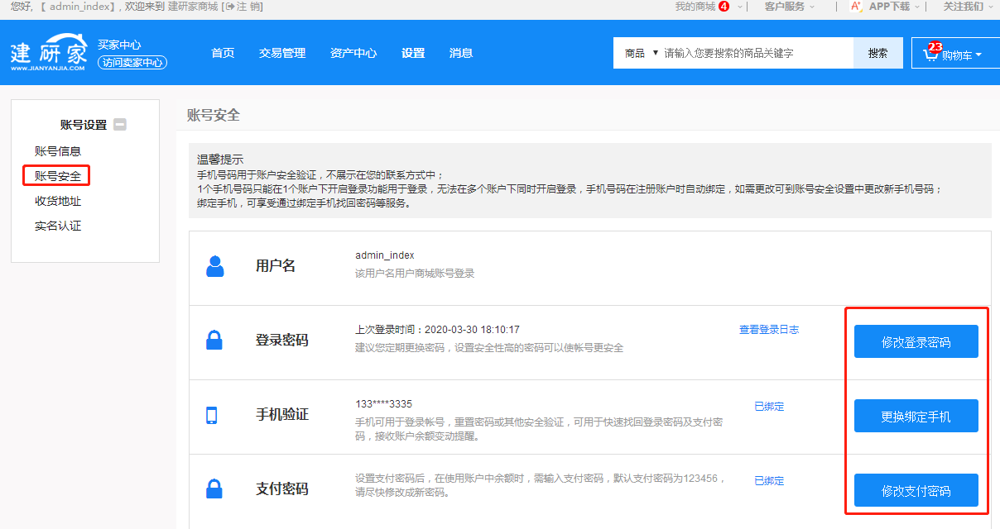 您好, 【 admin_index】, 欢迎来到 建研家商城 [注 销]
我的商城 4 | 客户服务 | A+ APP下载 | 关注我们
建研家
WWW.JIANYANJIA.COM
买家中心
访问卖家中心
首页 交易管理 资产中心 设置 消息
商品 ▼ 请输入您要搜索的商品关键字 搜索
23 购物车
账号设置
账号信息
账号安全
收货地址
实名认证
账号安全
温馨提示
手机号码用于账户安全验证，不展示在您的联系方式中；
1个手机号码只能在1个账户下开启登录功能用于登录，无法在多个账户下同时开启登录，手机号码在注册账户时自动绑定，如需更改可到账号安全设置中更改新手机号码；
绑定手机，可享受通过绑定手机找回密码等服务。
用户名
admin_index
该用户名用户商城账号登录
登录密码
上次登录时间：2020-03-30 18:10:17
建议您定期更换密码，设置安全性高的密码可以使帐号更安全
查看登录日志
修改登录密码
手机验证
133****3335
手机可用于登录帐号，重置密码或其他安全验证，可用于快速找回登录密码及支付密
码，接收账户余额变动提醒。
已绑定
更换绑定手机
支付密码
设置支付密码后，在使用账户中余额时，需输入支付密码，默认支付密码为123456，
请尽快修改成新密码。
已绑定
修改支付密码